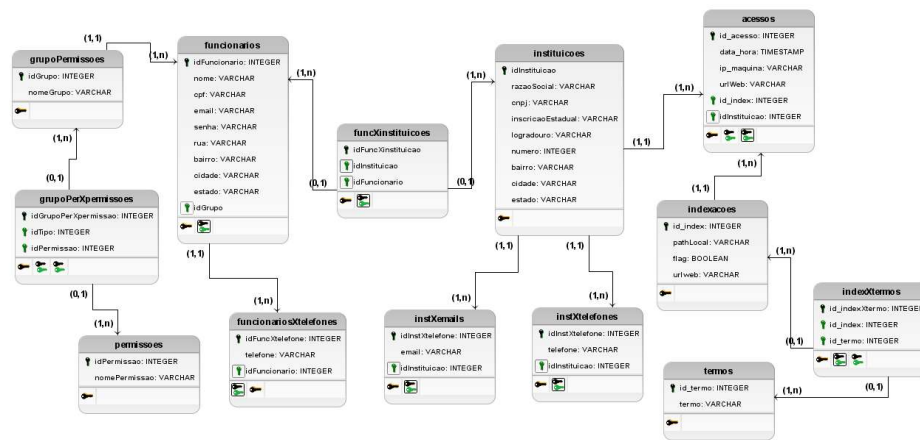 grupoPermissoes
idGrupo: INTEGER
nomeGrupo: VARCHAR
(1,1)
(1,n)
funcionarios
idFuncionario: INTEGER
nome: VARCHAR
cpf: VARCHAR
email: VARCHAR
senha: VARCHAR
rua: VARCHAR
bairro: VARCHAR
cidade: VARCHAR
estado: VARCHAR
idGrupo
(1,n)
(0,1)
funcXinstituicoes
idFuncXinstituicao
idInstituicao
idFuncionario
(1,n)
(0,1)
instituicoes
idInstituicao
razaoSocial: VARCHAR
cnpj: VARCHAR
inscricaoEstadual: VARCHAR
logradouro: VARCHAR
numero: INTEGER
bairro: VARCHAR
cidade: VARCHAR
estado: VARCHAR
(1,n)
(1,1)
acessos
id_acesso: INTEGER
data_hora: TIMESTAMP
ip_maquina: VARCHAR
urlWeb: VARCHAR
id_index: INTEGER
idInstituicao: INTEGER
(1,n)
(1,1)
(1,n)
(0,1)
grupoPerXpermissoes
idGrupoPerXpermissao: INTEGER
idTipo: INTEGER
idPermissao: INTEGER
(0,1)
(1,n)
permissoes
idPermissao: INTEGER
nomePermissao: VARCHAR
(1,1)
(1,n)
funcionariosXtelefones
idFuncXtelefone: INTEGER
telefone: VARCHAR
idFuncionario: INTEGER
(1,1)
(1,n)
instXemails
idInstXtelefone: INTEGER
email: VARCHAR
idInstituicao: INTEGER
(1,1)
(1,n)
instXtelefones
idInstXtelefone: INTEGER
telefone: VARCHAR
idInstituicao: INTEGER
indexacoes
id_index: INTEGER
pathLocal: VARCHAR
flag: BOOLEAN
urlweb: VARCHAR
(1,n)
(0,1)
indexXtermos
id_indexXtermo: INTEGER
id_index: INTEGER
id_termo: INTEGER
(0,1)
(1,n)
termos
id_termo: INTEGER
termo: VARCHAR